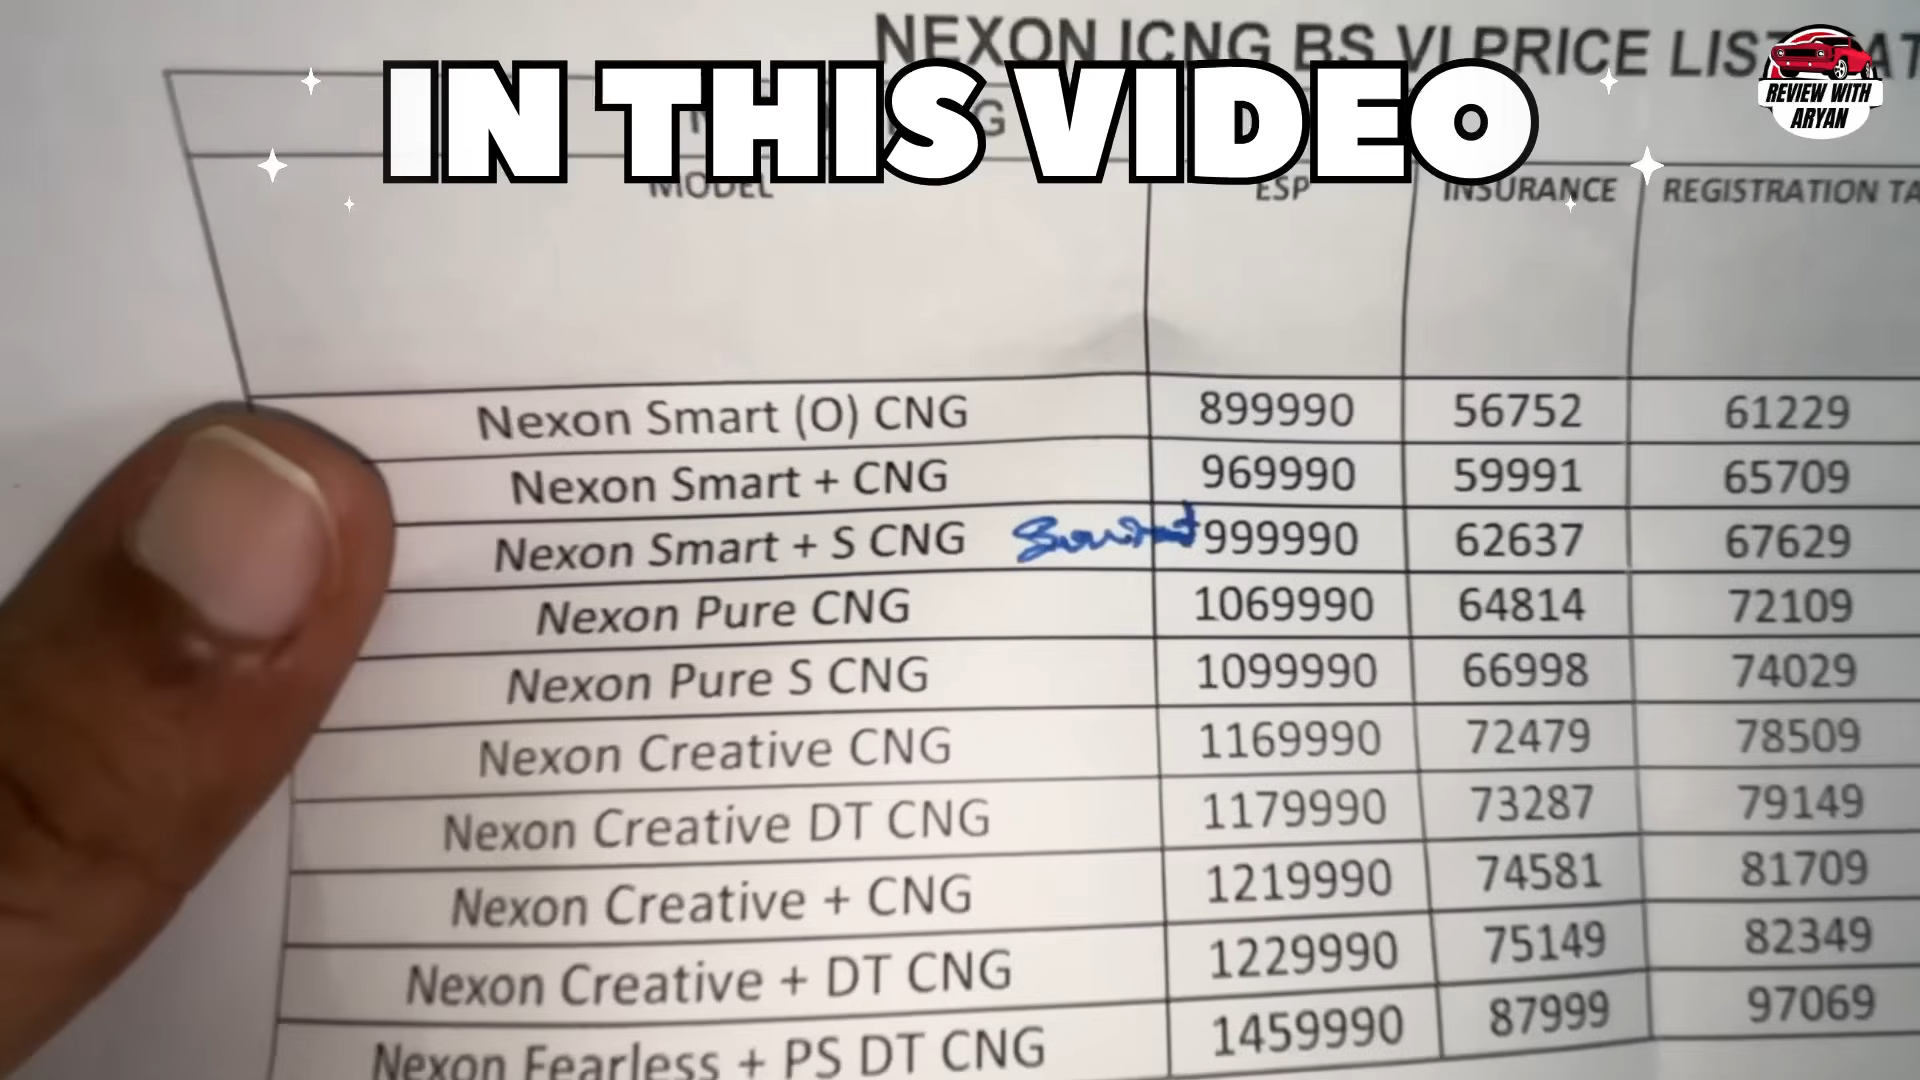 NEXON ICNG BS VI PRICE LIS
IN THIS VIDEO
REVIEW WITH
ARYAN
MODEL ESP INSURANCE REGISTRATION TA
Nexon Smart (O) CNG 899990 56752 61229
Nexon Smart + CNG 969990 59991 65709
Nexon Smart + S CNG 999990 62637 67629
Nexon Pure CNG 1069990 64814 72109
Nexon Pure S CNG 1099990 66998 74029
Nexon Creative CNG 1169990 72479 78509
Nexon Creative DT CNG 1179990 73287 79149
Nexon Creative + CNG 1219990 74581 81709
Nexon Creative + DT CNG 1229990 75149 82349
Nexon Fearless + PS DT CNG 1459990 87999 97069